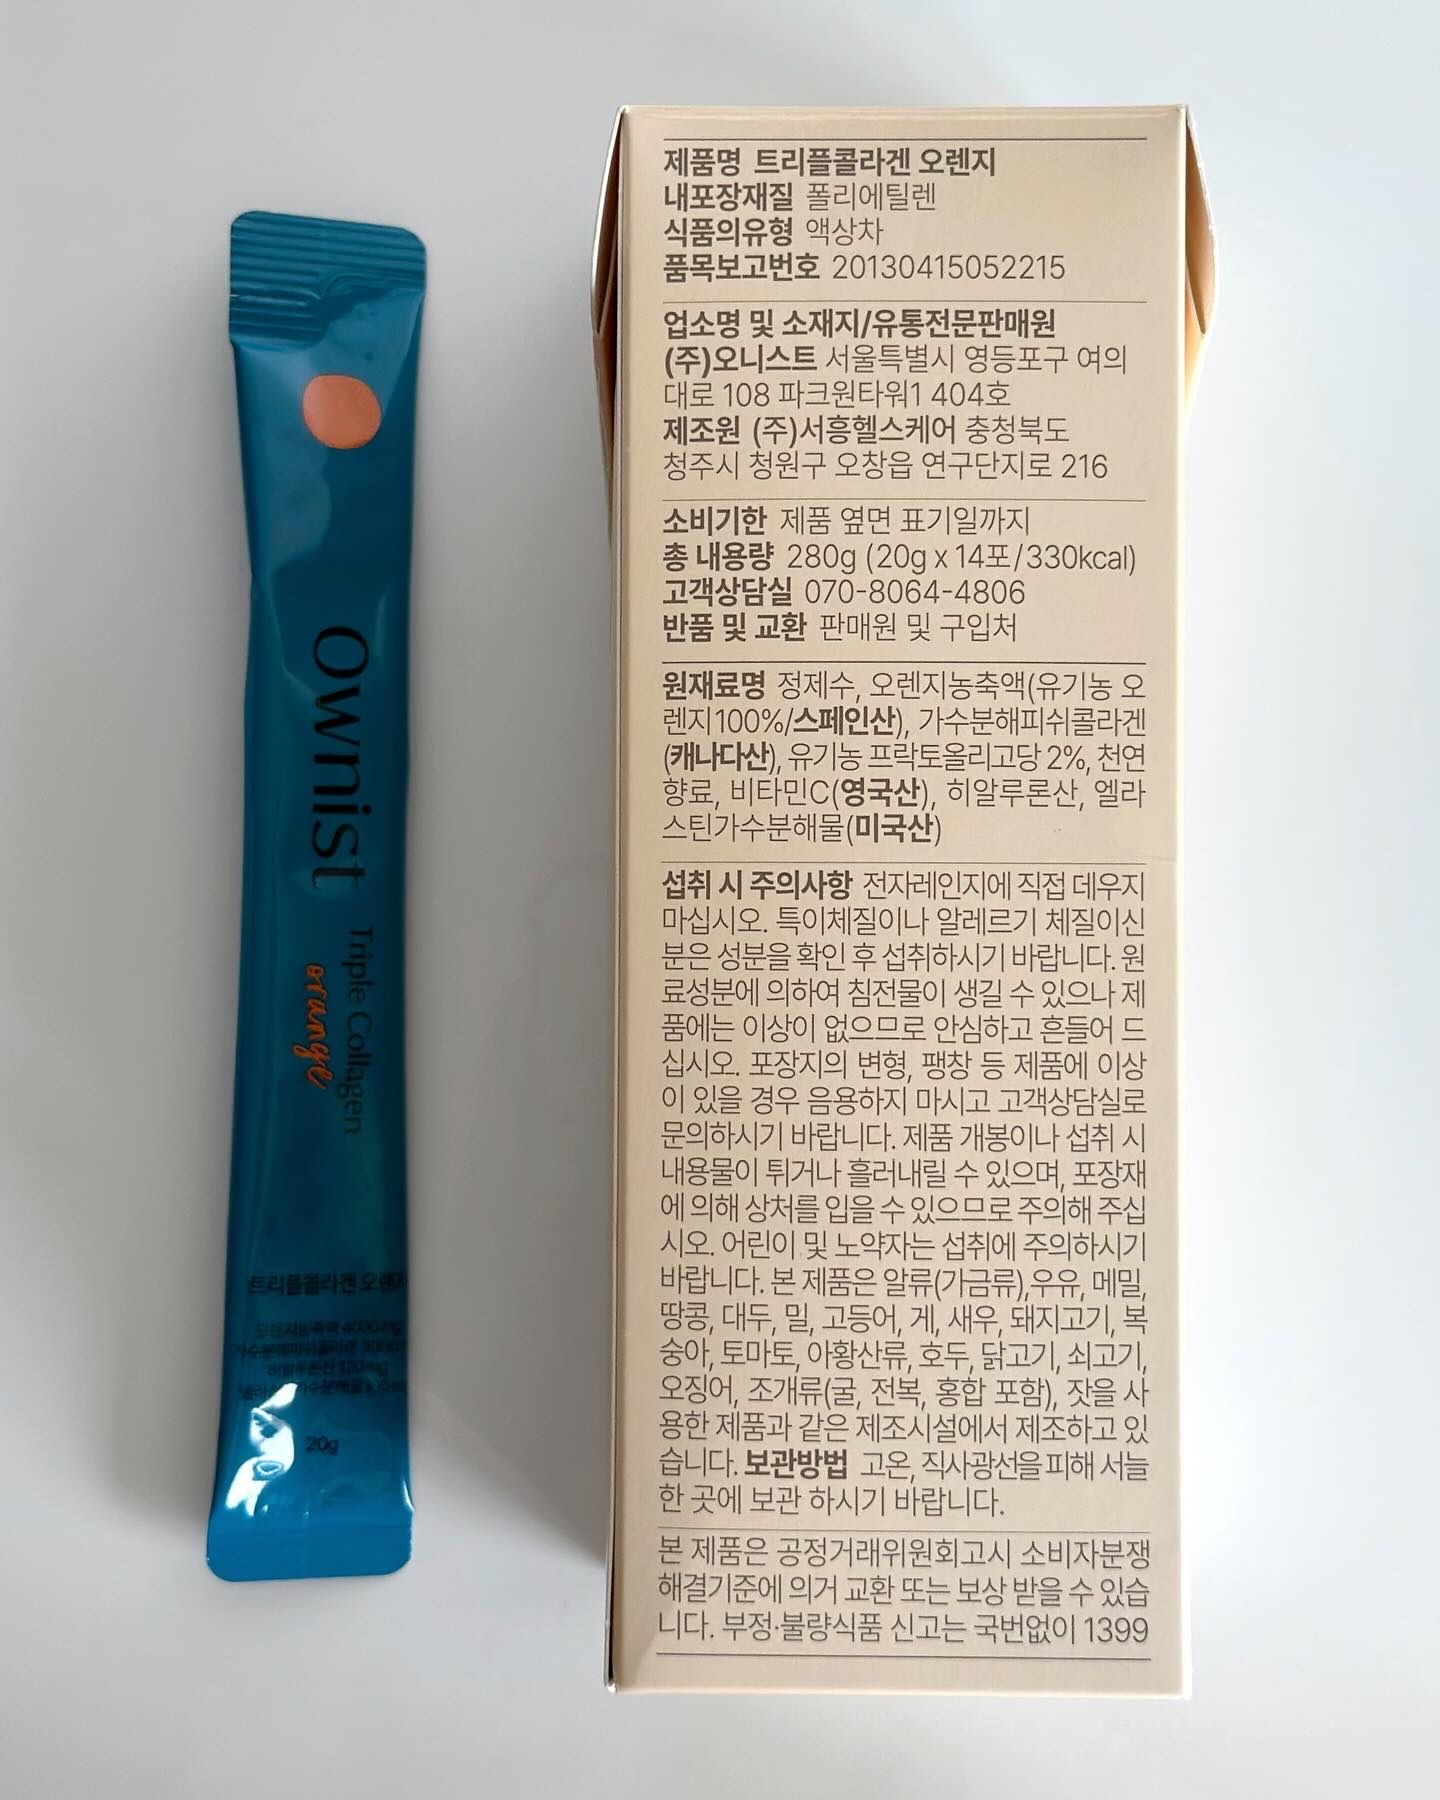 Ownist
Triple Collagen
orange
트리플콜라겐 오렌지
오렌지농축액 4000mg
가수분해피쉬콜라겐
히알루론산 120mg
20g
제품명 트리플콜라겐 오렌지
내포장재질 폴리에틸렌
식품의유형 액상차
품목보고번호 20130415052215
업소명 및 소재지/유통전문판매원
(주)오니스트 서울특별시 영등포구 여의
대로 108 파크원타워1 404호
제조원 (주)서흥헬스케어 충청북도
청주시 청원구 오창읍 연구단지로 216
소비기한 제품 옆면 표기일까지
총 내용량 280g (20g x 14포/330kcal)
고객상담실 070-8064-4806
반품 및 교환 판매원 및 구입처
원재료명 정제수, 오렌지농축액(유기농 오
렌지100%/스페인산), 가수분해피쉬콜라겐
(캐나다산), 유기농 프락토올리고당 2%, 천연
향료, 비타민C(영국산), 히알루론산, 엘라
스틴가수분해물(미국산)
섭취 시 주의사항 전자레인지에 직접 데우지
마십시오. 특이체질이나 알레르기 체질이신
분은 성분을 확인 후 섭취하시기 바랍니다. 원
료성분에 의하여 침전물이 생길 수 있으나 제
품에는 이상이 없으므로 안심하고 흔들어 드
십시오. 포장지의 변형, 팽창 등 제품에 이상
이 있을 경우 음용하지 마시고 고객상담실로
문의하시기 바랍니다. 제품 개봉이나 섭취 시
내용물이 튀거나 흘러내릴 수 있으며, 포장재
에 의해 상처를 입을 수 있으므로 주의해 주십
시오. 어린이 및 노약자는 섭취에 주의하시기
바랍니다. 본 제품은 알류(가금류),우유, 메밀,
땅콩, 대두, 밀, 고등어, 게, 새우, 돼지고기, 복
숭아, 토마토, 아황산류, 호두, 닭고기, 쇠고기,
오징어, 조개류(굴, 전복, 홍합 포함), 잣을 사
용한 제품과 같은 제조시설에서 제조하고 있
습니다. 보관방법 고온, 직사광선을 피해 서늘
한 곳에 보관 하시기 바랍니다.
본 제품은 공정거래위원회고시 소비자분쟁
해결기준에 의거 교환 또는 보상 받을 수 있습
니다. 부정·불량식품 신고는 국번없이 1399